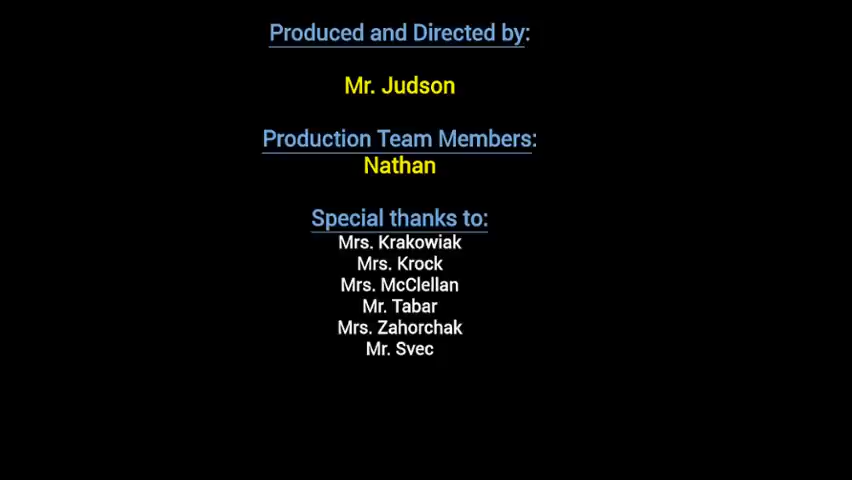 Produced and Directed by:
Mr. Judson
Production Team Members:
Nathan
Special thanks to:
Mrs. Krakowiak
Mrs. Krock
Mrs. McClellan
Mr. Tabar
Mrs. Zahorchak
Mr. Svec